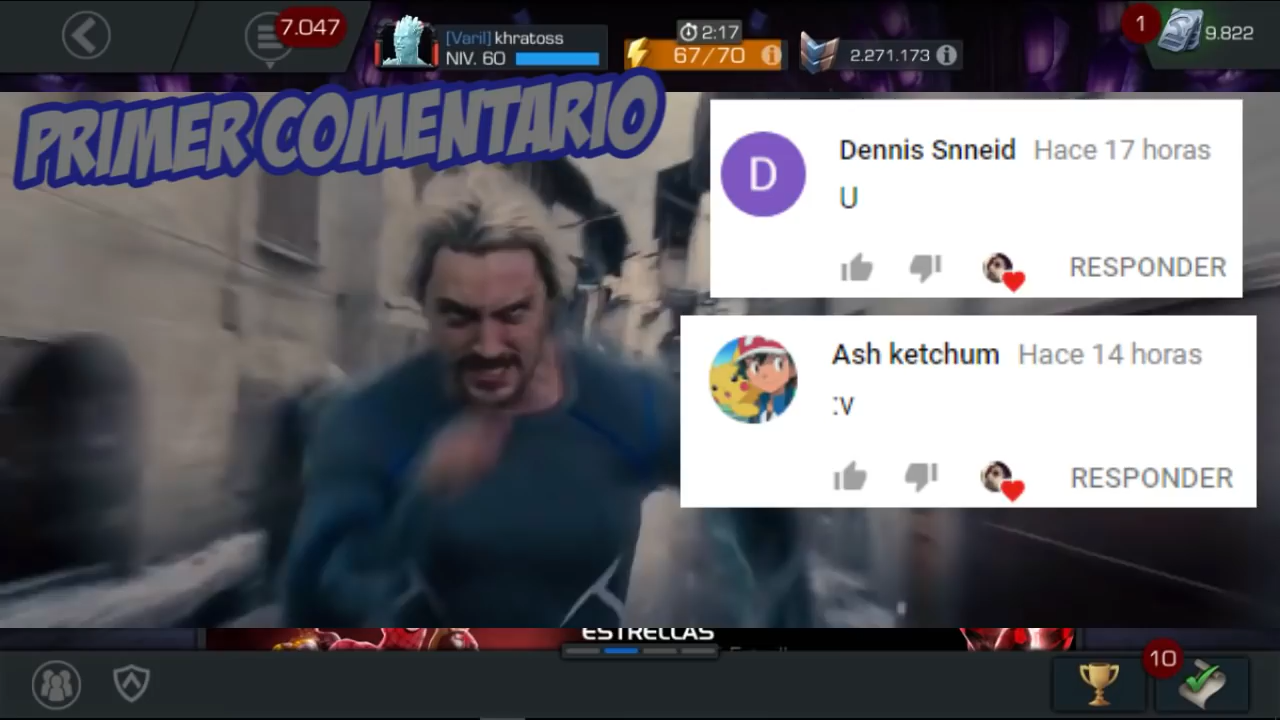 7.047
[Varil] khratoss
NIV. 60
2:17
67/70
2.271.173
1
9.822
PRIMER COMENTARIO
Dennis Snneid Hace 17 horas
U
RESPONDER
Ash ketchum Hace 14 horas
:v
RESPONDER
ESTRELLAS
10